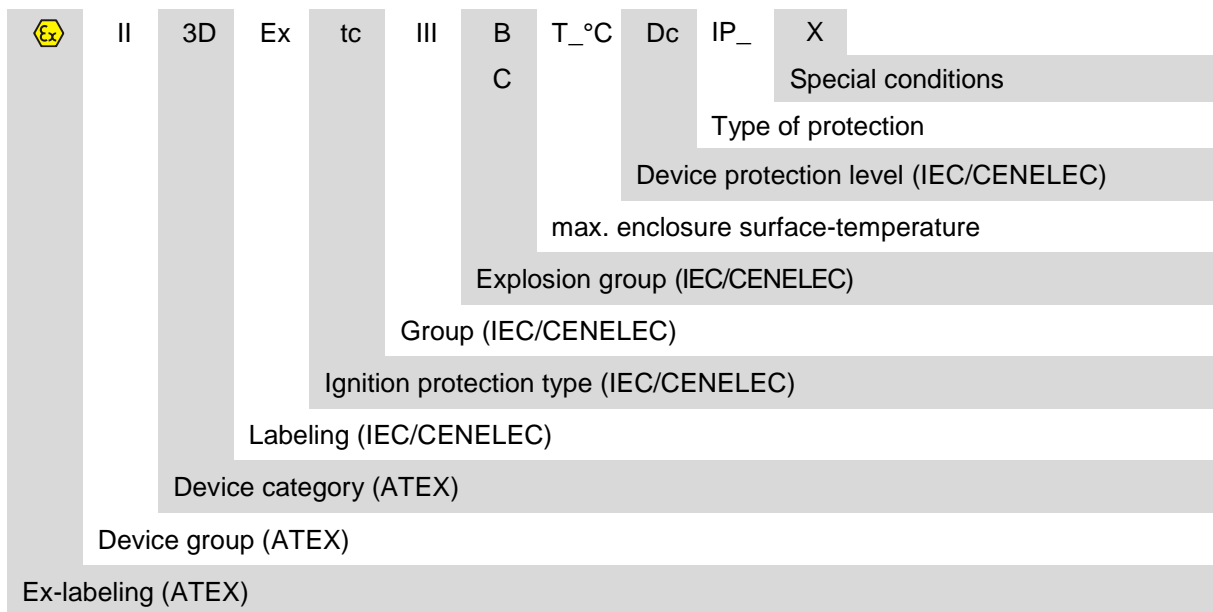 Ex II 3D Ex tc III B T_°C Dc IP_ X
C Special conditions
Type of protection
Device protection level (IEC/CENELEC)
max. enclosure surface-temperature
Explosion group (IEC/CENELEC)
Group (IEC/CENELEC)
Ignition protection type (IEC/CENELEC)
Labeling (IEC/CENELEC)
Device category (ATEX)
Device group (ATEX)
Ex-labeling (ATEX)